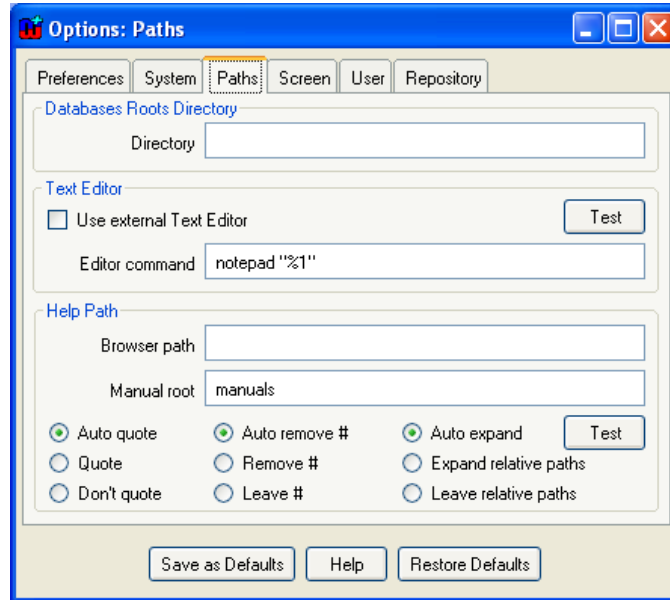 Options: Paths
Preferences System Paths Screen User Repository
Databases Roots Directory
Directory
Text Editor
Use external Text Editor Test
Editor command notepad "%1"
Help Path
Browser path
Manual root manuals
Auto quote Auto remove # Auto expand Test
Quote Remove # Expand relative paths
Don't quote Leave # Leave relative paths
Save as Defaults Help Restore Defaults